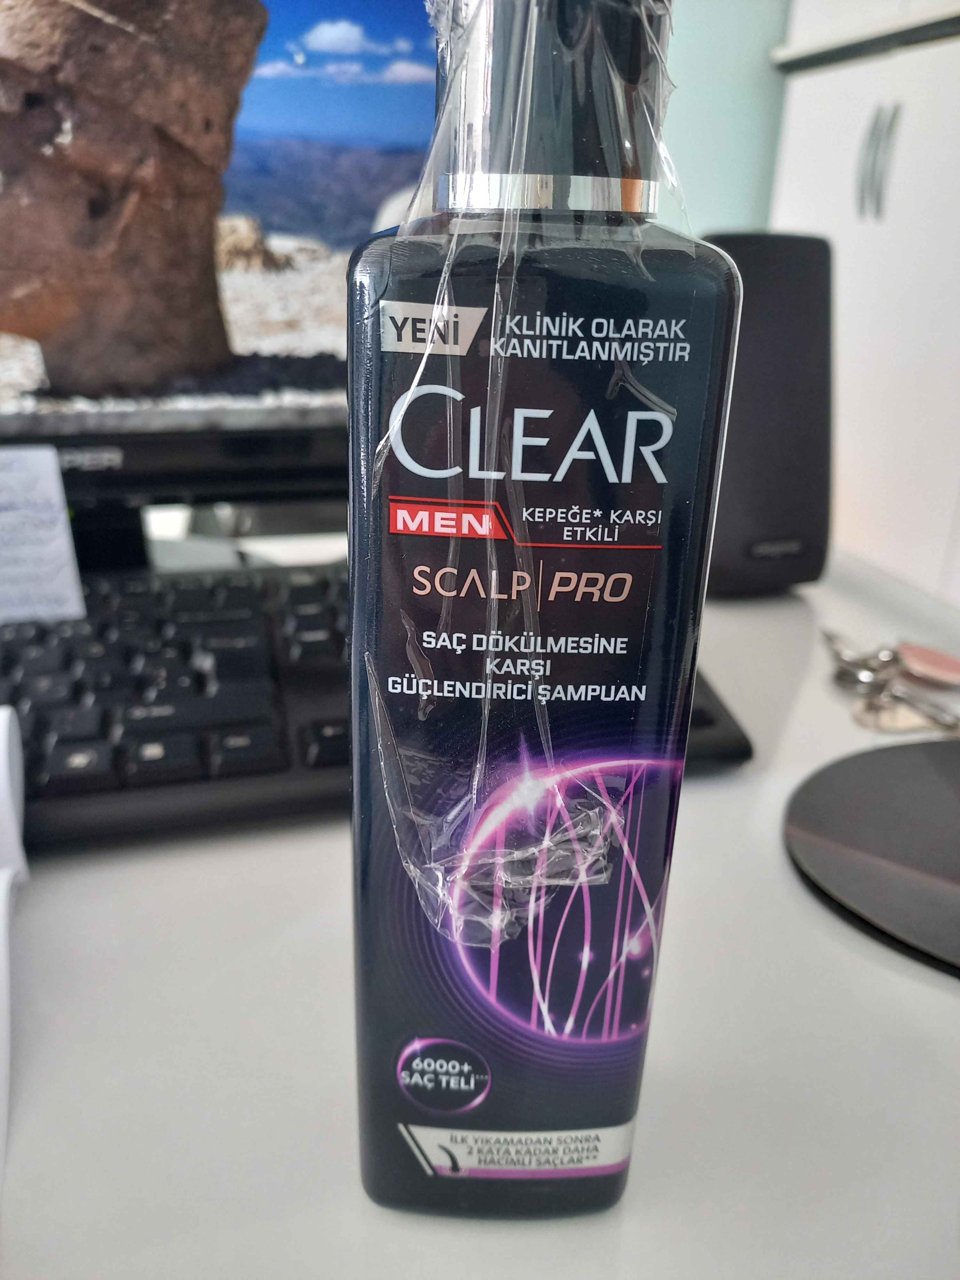 YENİ
KLİNİK OLARAK
KANITLANMIŞTIR
CLEAR
MEN
KEPEĞE* KARŞI
ETKİLİ
SCALP PRO
SAÇ DÖKÜLMESİNE
KARŞI
GÜÇLENDİRİCİ ŞAMPUAN
6000+
SAÇ TELİ***
İLK YIKAMADAN SONRA
2 KATA KADAR DAHA
HACİMLİ SAÇLAR**